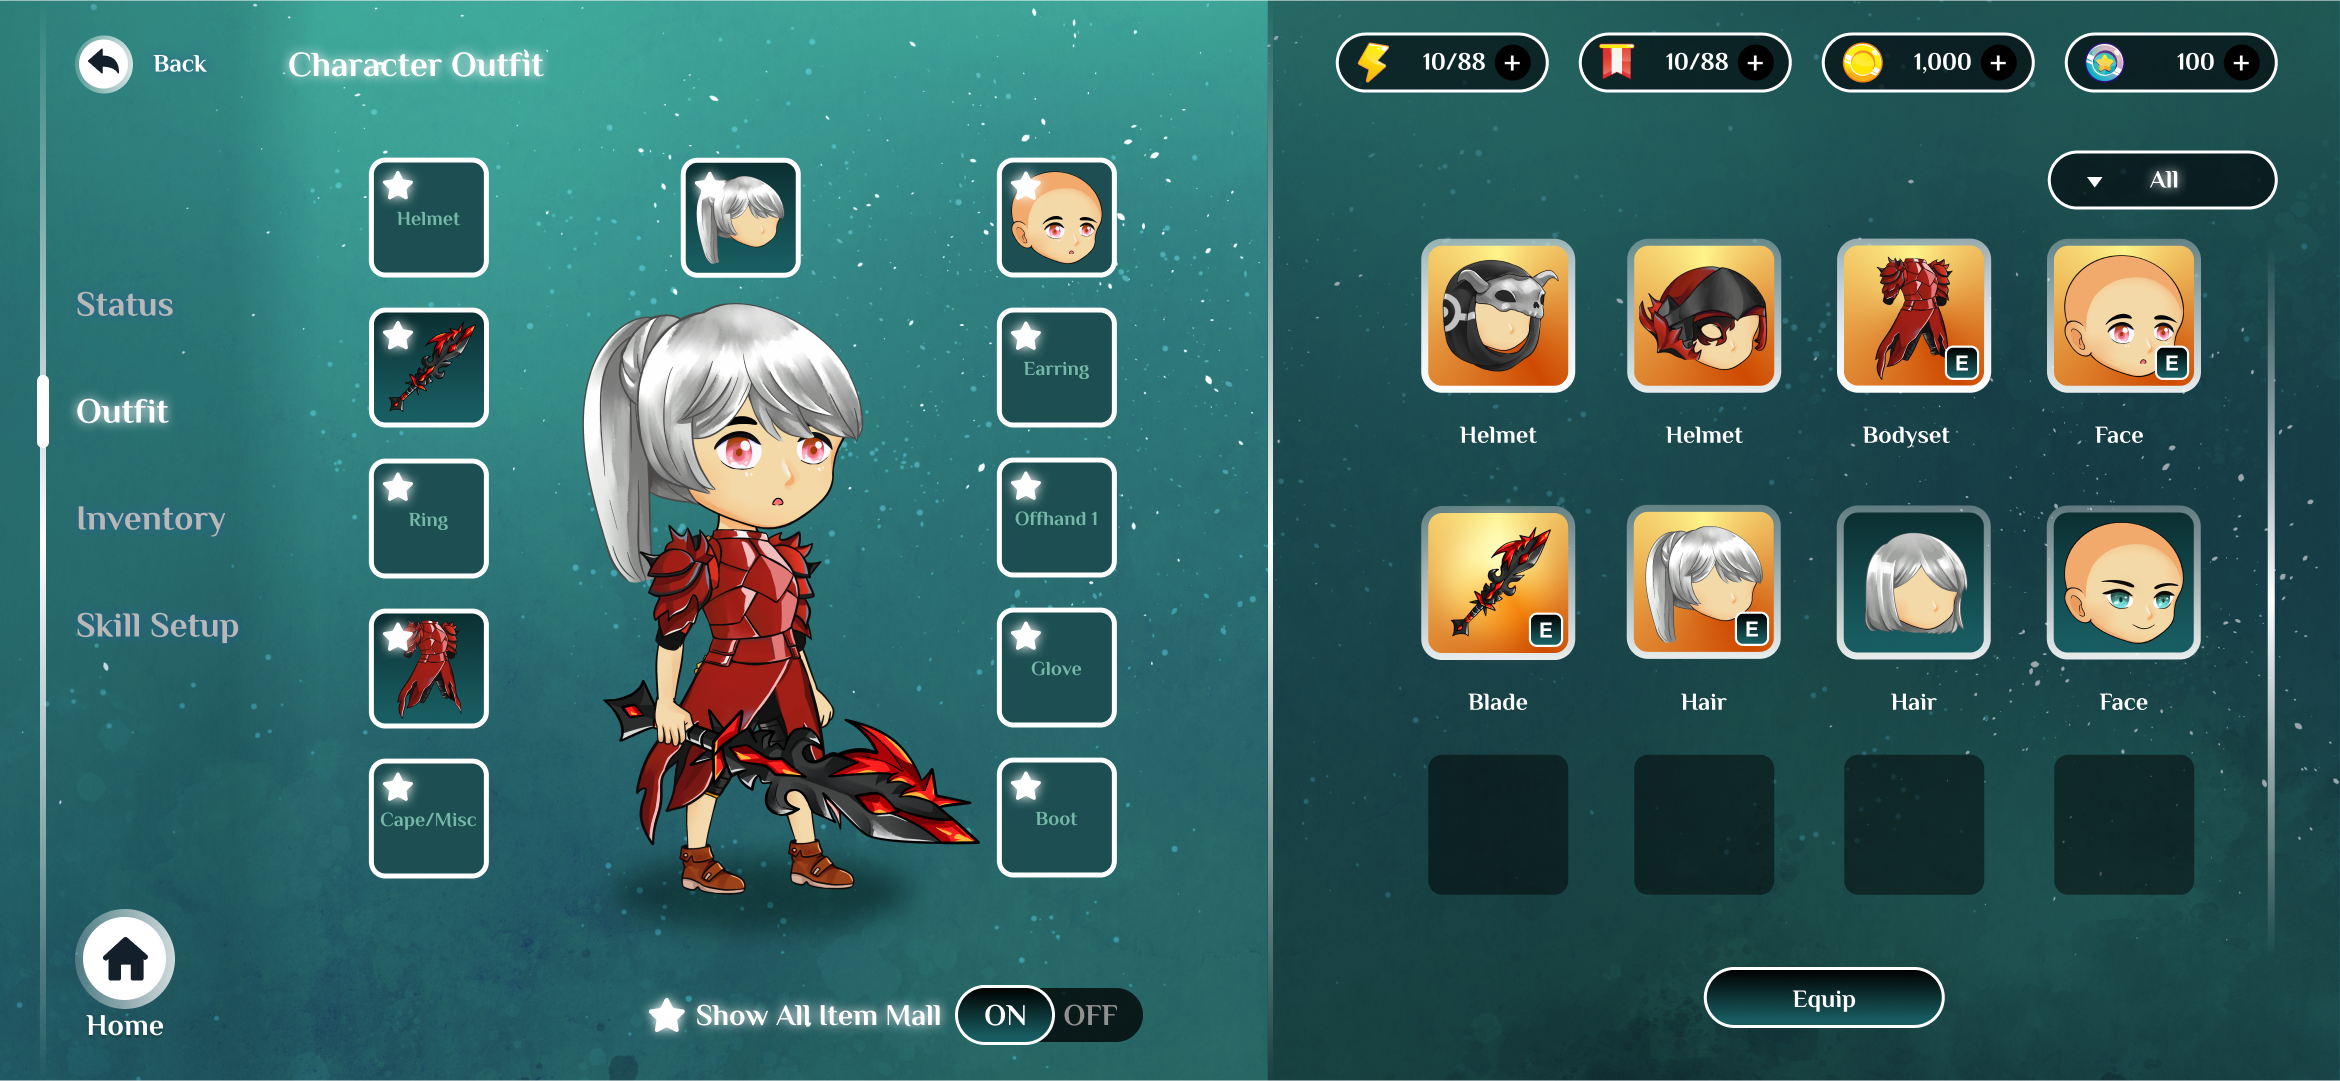 Back
Character Outfit
10/88
10/88
1,000
100
All
Status
Outfit
Inventory
Skill Setup
Home
Helmet
Earring
Ring
Offhand 1
Glove
Cape/Misc
Boot
Show All Item Mall
ON
OFF
Helmet
Helmet
E
Bodyset
E
Face
E
Blade
E
Hair
Hair
Face
Equip